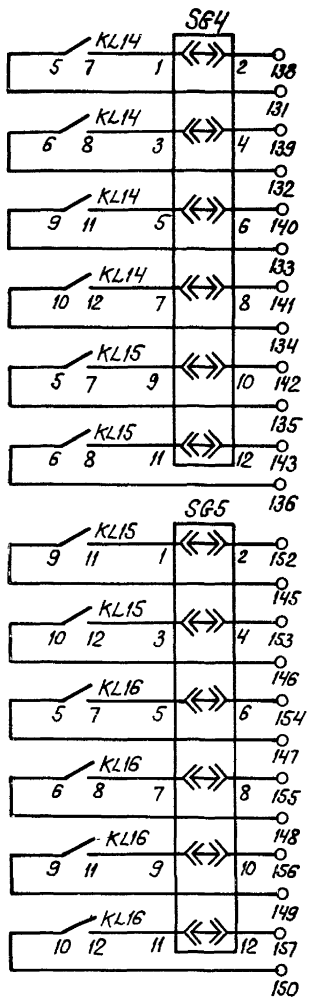 SG4
KL14
5 7 1 2 138
131
KL14
6 8 3 4 139
132
KL14
9 11 5 6 140
133
KL14
10 12 7 8 141
134
KL15
5 7 9 10 142
135
KL15
6 8 11 12 143
136
SG5
KL15
9 11 1 2 152
145
KL15
10 12 3 4 153
146
KL16
5 7 5 6 154
147
KL16
6 8 7 8 155
148
KL16
9 11 9 10 156
149
KL16
10 12 11 12 157
150